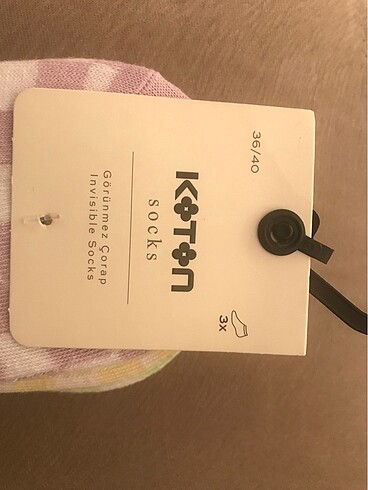 36/40
3x
KOTON
socks
Görünmez Çorap
Invisible Socks